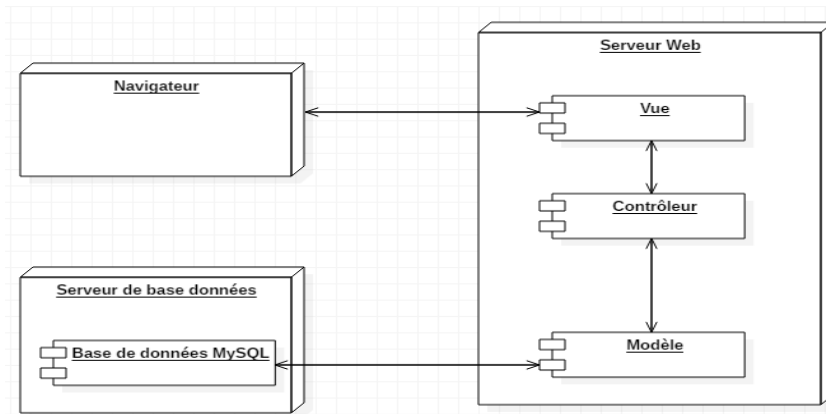 Serveur Web
Navigateur
Vue
Contrôleur
Serveur de base données
Modèle
Base de données MySQL